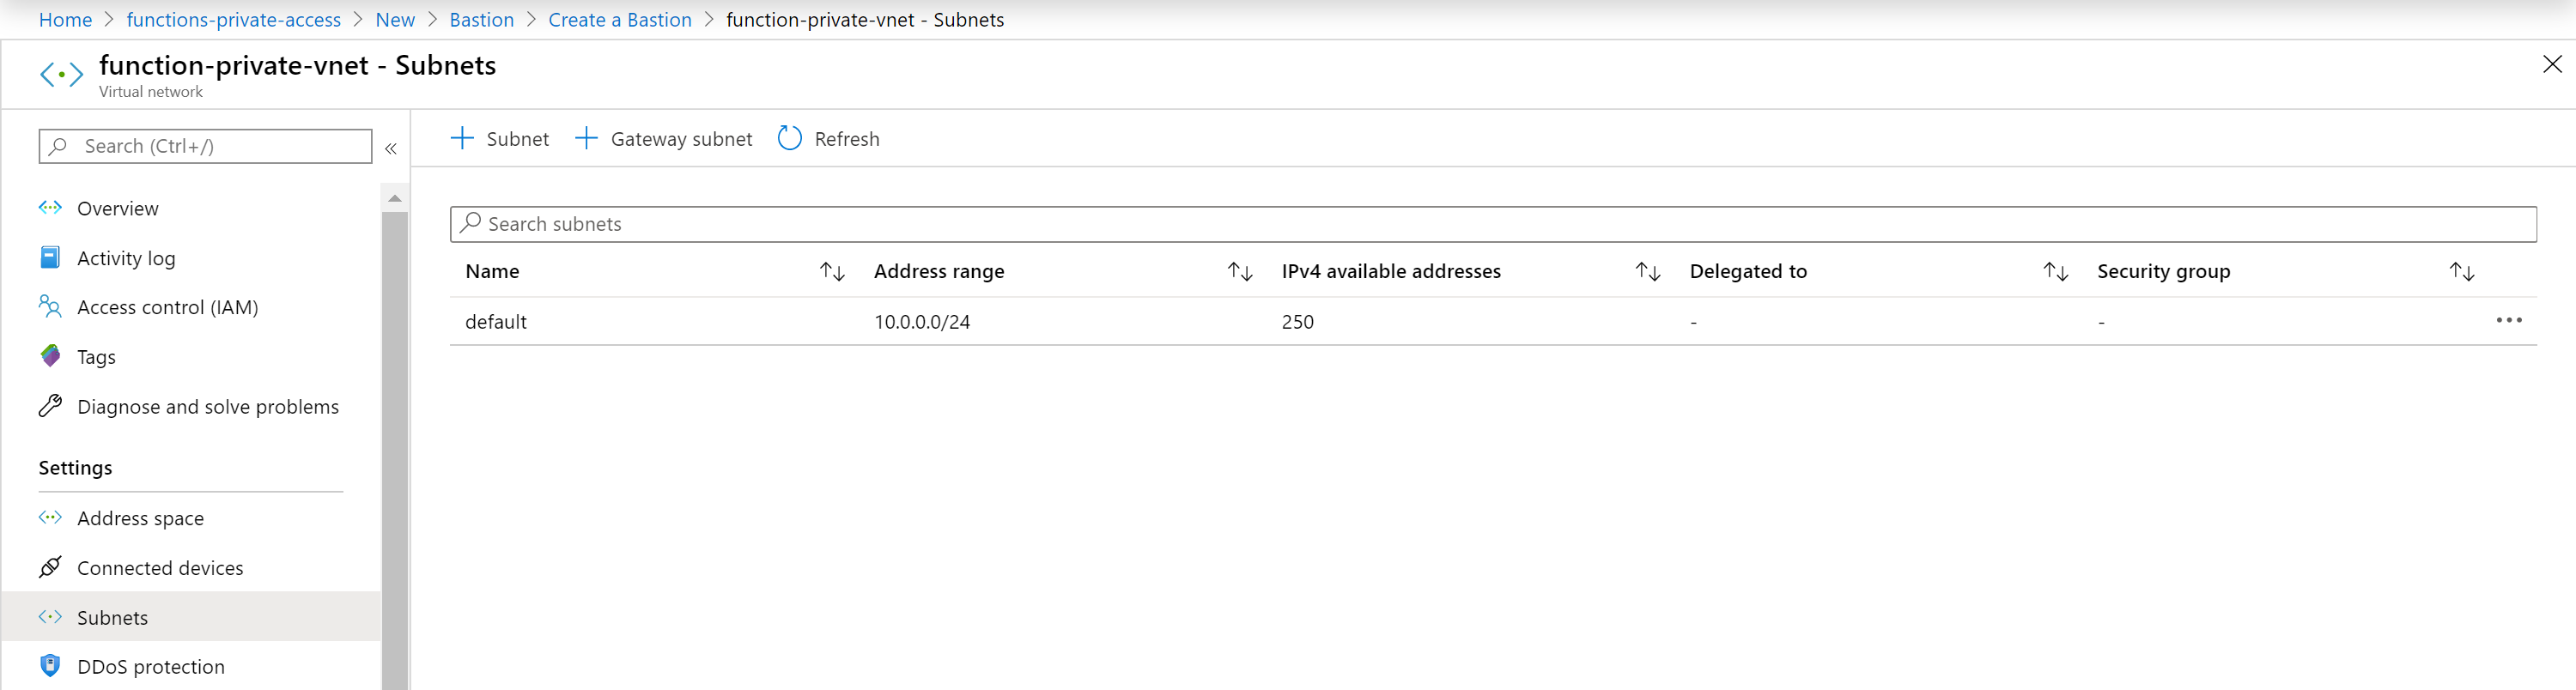 Home > functions-private-access > New > Bastion > Create a Bastion > function-private-vnet - Subnets
function-private-vnet - Subnets
Virtual network
Search (Ctrl+/)
«
Overview
Activity log
Access control (IAM)
Tags
Diagnose and solve problems
Settings
Address space
Connected devices
Subnets
DDoS protection
+ Subnet + Gateway subnet Refresh
Search subnets
Name Address range IPv4 available addresses Delegated to Security group
default 10.0.0.0/24 250 - -